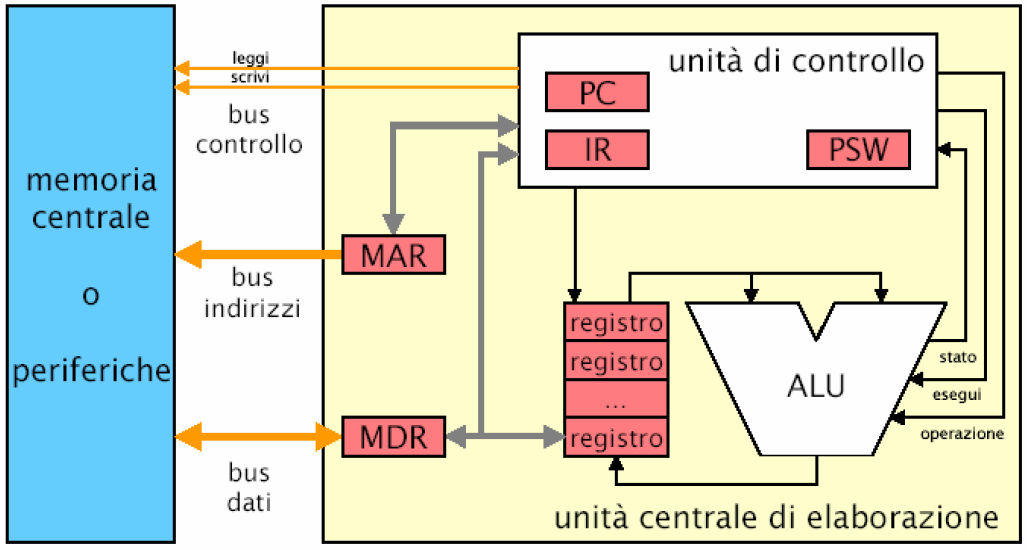 leggi
scrivi
bus
controllo
memoria
centrale
o
periferiche
MAR
bus
indirizzi
MDR
bus
dati
unità di controllo
PC
IR
PSW
registro
registro
...
registro
ALU
stato
esegui
operazione
unità centrale di elaborazione